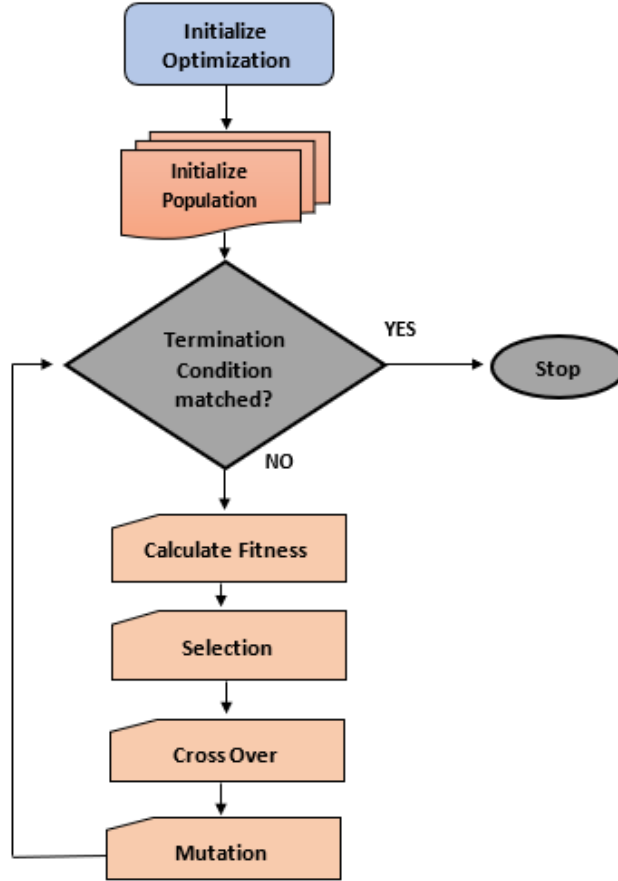 Initialize
Optimization
Initialize
Population
Termination
Condition
matched?
YES
Stop
NO
Calculate Fitness
Selection
Cross Over
Mutation